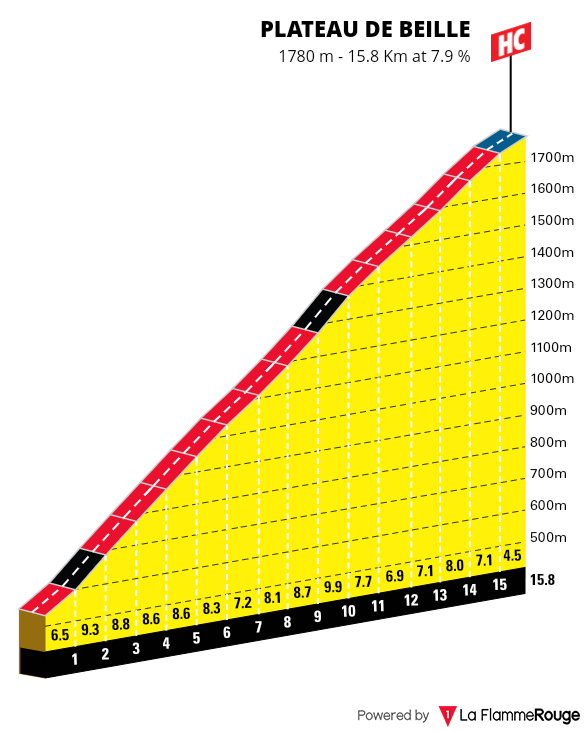 PLATEAU DE BEILLE
1780 m - 15.8 Km at 7.9 %
HC
1700m
1600m
1500m
1400m
1300m
1200m
1100m
1000m
900m
800m
700m
600m
500m
6.5 9.3 8.8 8.6 8.6 8.3 7.2 8.1 8.7 9.9 7.7 6.9 7.1 8.0 7.1 4.5
1 2 3 4 5 6 7 8 9 10 11 12 13 14 15 15.8
Powered by 1 La FlammeRouge